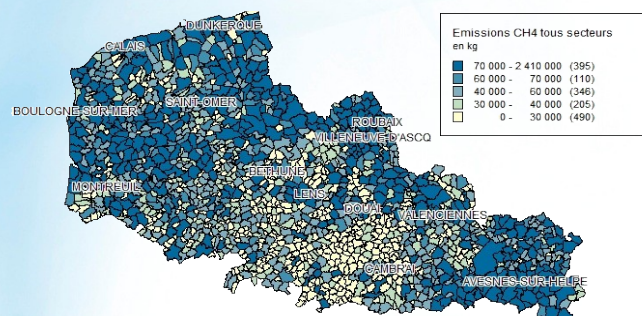 Emissions CH4 tous secteurs
en kg
70 000 - 2 410 000 (395)
60 000 - 70 000 (110)
40 000 - 60 000 (346)
30 000 - 40 000 (205)
0 - 30 000 (490)
DUNKERQUE
CALAIS
SAINT-OMER
BOULOGNE-SUR-MER
ROUBAIX
VILLENEUVE-D'ASCQ
BETHUNE
MONTREUIL
LENS
DOUAI
VALENCIENNES
CAMBRAI
AVESNES-SUR-HELPE